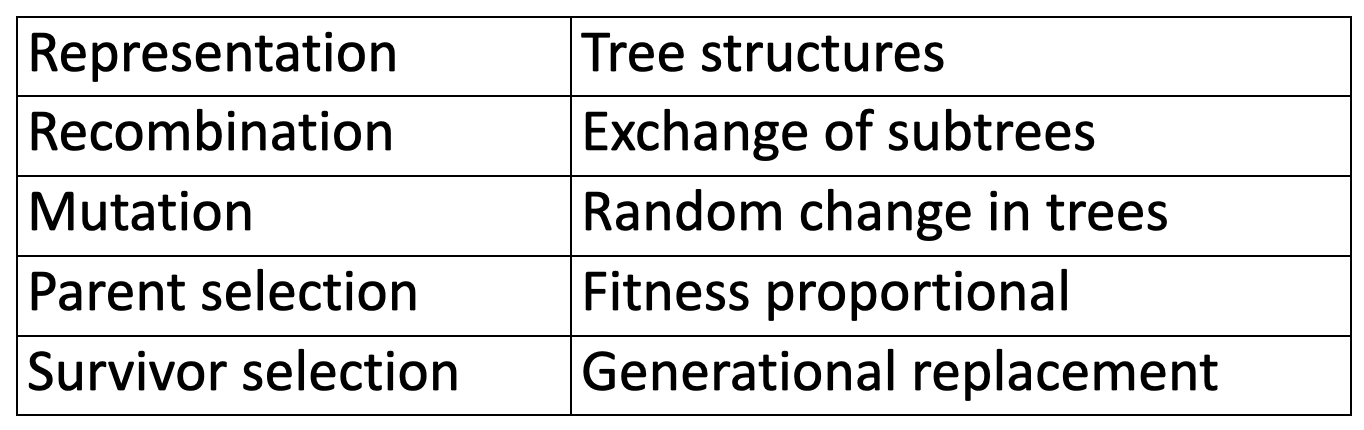 Representation Tree structures
Recombination Exchange of subtrees
Mutation Random change in trees
Parent selection Fitness proportional
Survivor selection Generational replacement